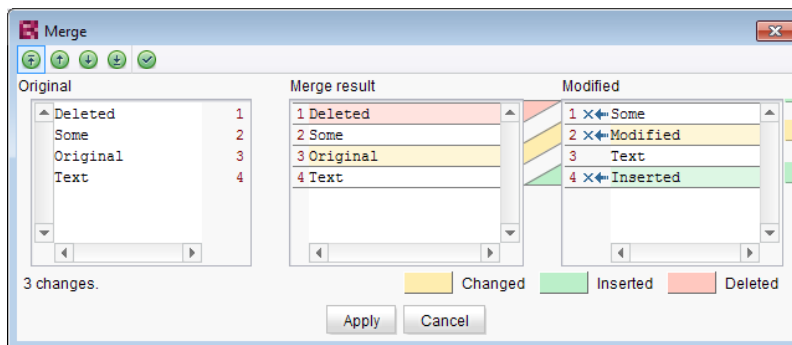 Merge
Original Merge result Modified
Deleted 1 1 Deleted 1 Some
Some 2 2 Some 2 Modified
Original 3 3 Original 3 Text
Text 4 4 Text 4 Inserted
3 changes. Changed Inserted Deleted
Apply Cancel